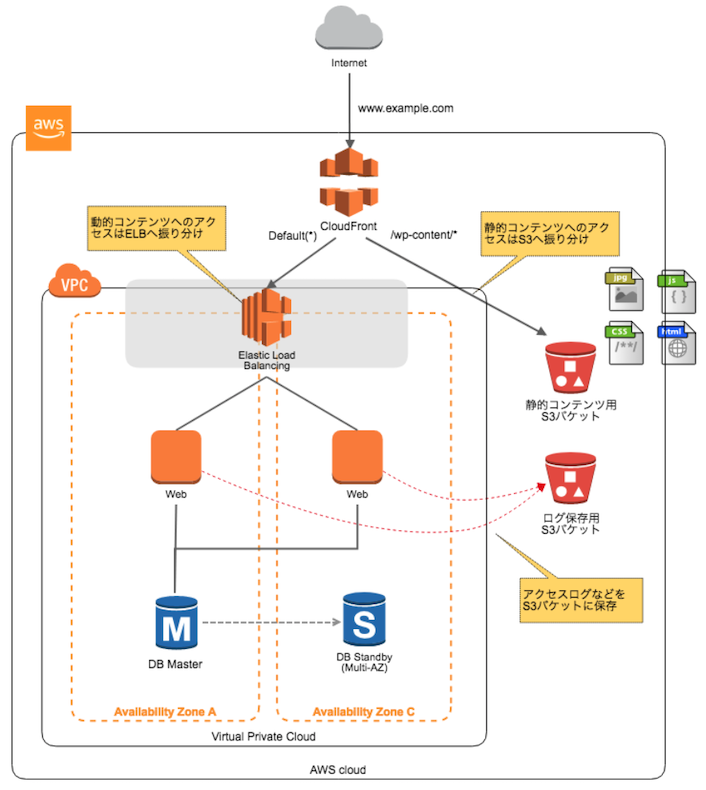 Internet
www.example.com
aws
CloudFront
動的コンテンツへのアク
セスはELBへ振り分け
Default(*)
/wp-content/*
静的コンテンツへのアク
セスはS3へ振り分け
VPC
jpg
js
{ }
CSS
/**/
html
Elastic Load
Balancing
静的コンテンツ用
S3バケット
Web
Web
ログ保存用
S3バケット
アクセスログなどを
S3バケットに保存
M
DB Master
S
DB Standby
(Multi-AZ)
Availability Zone A
Availability Zone C
Virtual Private Cloud
AWS cloud